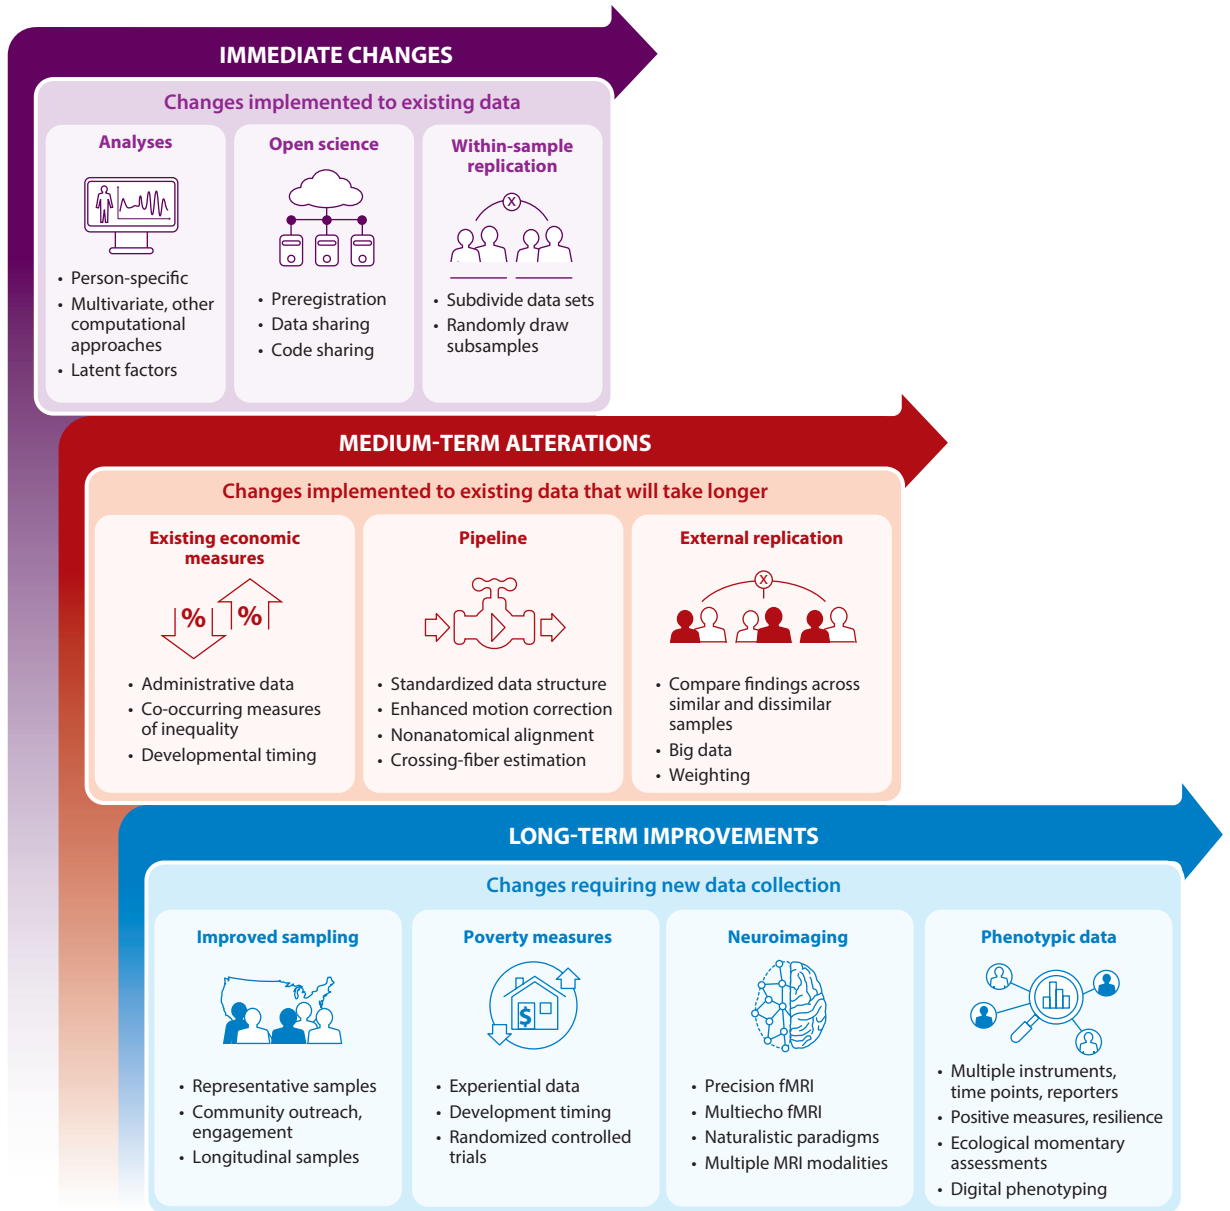 IMMEDIATE CHANGES
Changes implemented to existing data
Analyses
• Person-specific
• Multivariate, other
computational
approaches
• Latent factors
Open science
• Preregistration
• Data sharing
• Code sharing
Within-sample
replication
X
• Subdivide data sets
• Randomly draw
subsamples
MEDIUM-TERM ALTERATIONS
Changes implemented to existing data that will take longer
Existing economic
measures
%
%
• Administrative data
• Co-occurring measures
of inequality
• Developmental timing
Pipeline
• Standardized data structure
• Enhanced motion correction
• Nonanatomical alignment
• Crossing-fiber estimation
External replication
X
• Compare findings across
similar and dissimilar
samples
• Big data
• Weighting
LONG-TERM IMPROVEMENTS
Changes requiring new data collection
Improved sampling
• Representative samples
• Community outreach,
engagement
• Longitudinal samples
Poverty measures
$
• Experiential data
• Development timing
• Randomized controlled
trials
Neuroimaging
• Precision fMRI
• Multiecho fMRI
• Naturalistic paradigms
• Multiple MRI modalities
Phenotypic data
• Multiple instruments,
time points, reporters
• Positive measures, resilience
• Ecological momentary
assessments
• Digital phenotyping